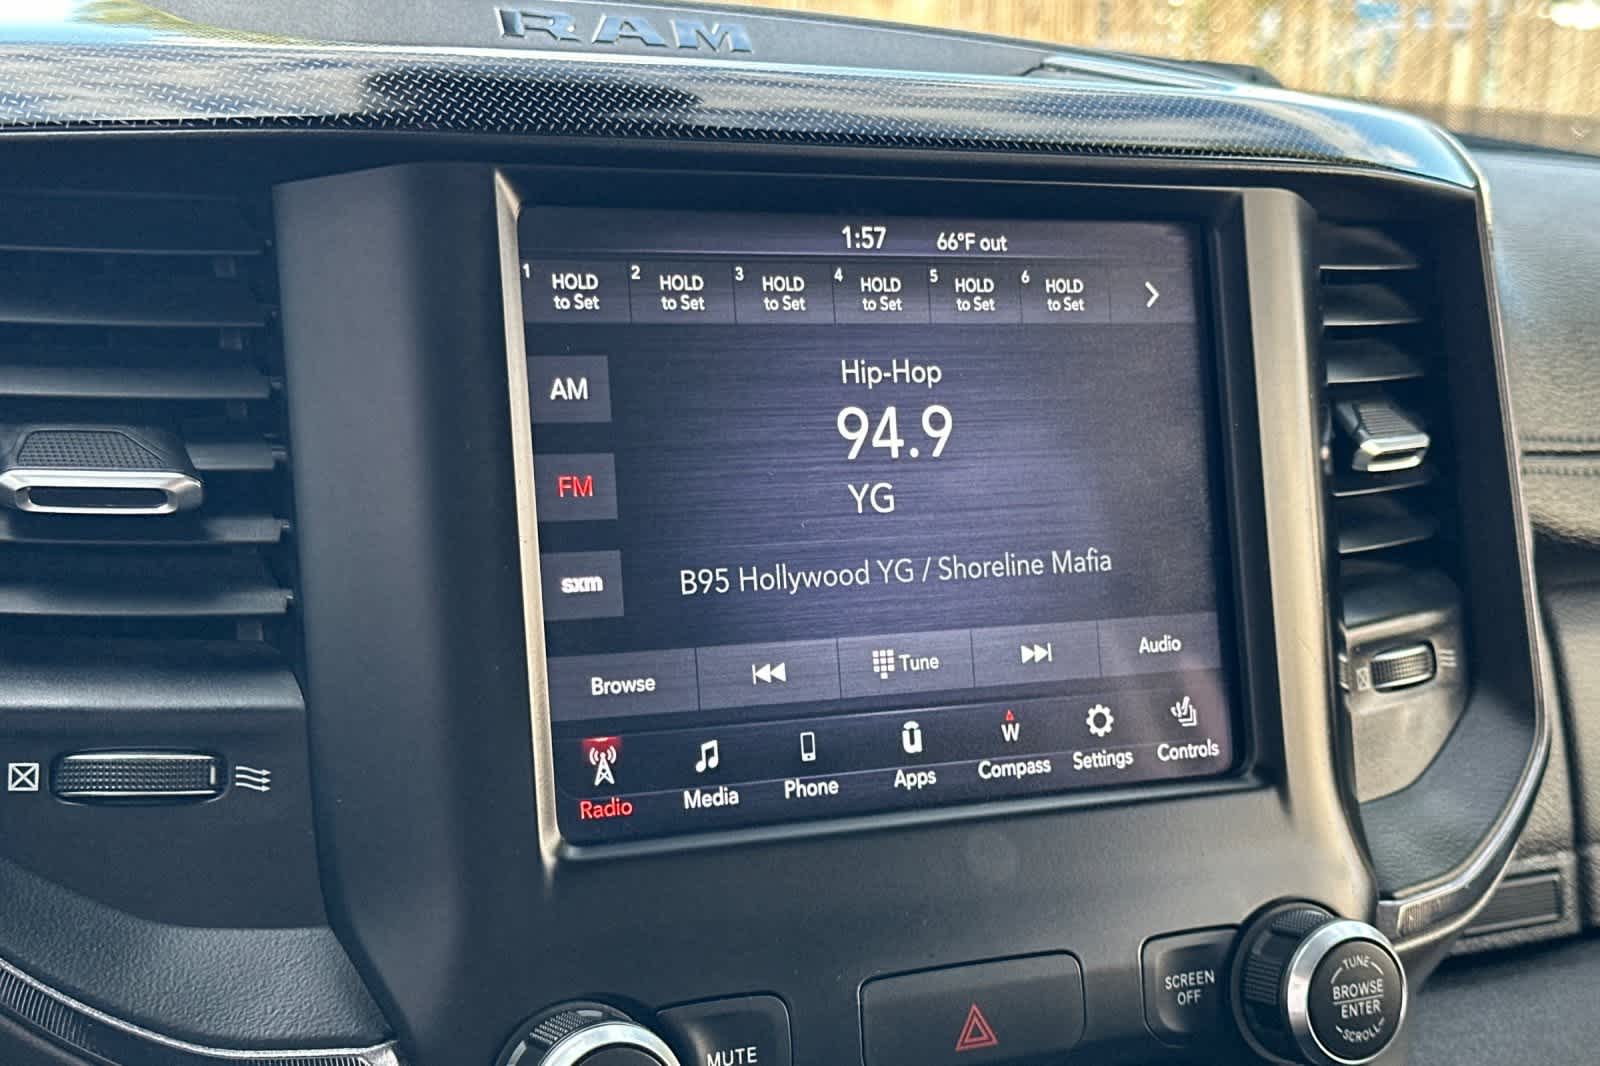 RAM
1:57 66°F out
1 HOLD to Set
2 HOLD to Set
3 HOLD to Set
4 HOLD to Set
5 HOLD to Set
6 HOLD to Set
AM
FM
sxm
Hip-Hop
94.9
YG
B95 Hollywood YG / Shoreline Mafia
Browse
Tune
Audio
Radio
Media
Phone
Apps
W
Compass
Settings
Controls
MUTE
SCREEN
OFF
TUNE
BROWSE
ENTER
SCROLL